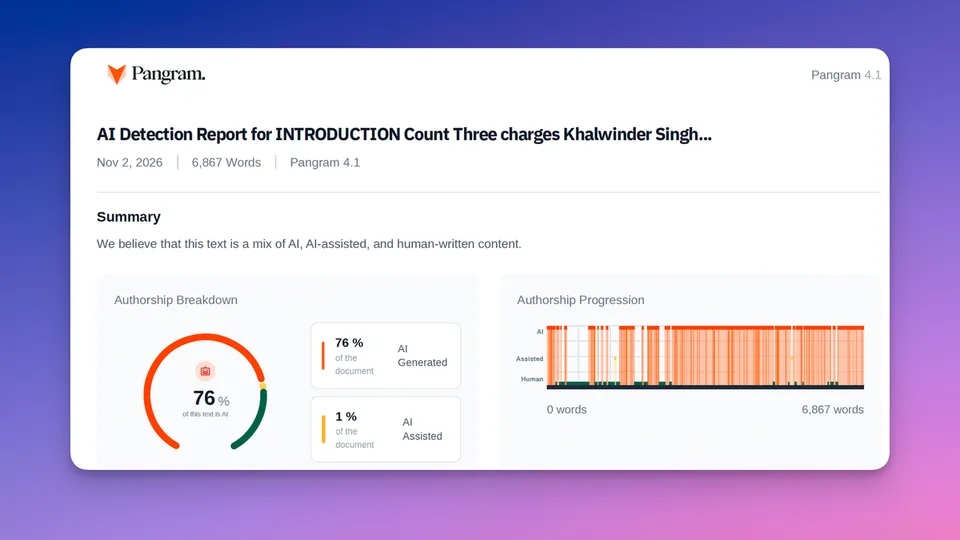 Pangram.
Pangram 4.1
AI Detection Report for INTRODUCTION Count Three charges Khalwinder Singh...
Nov 2, 2026
6,867 Words
Pangram 4.1
Summary
We believe that this text is a mix of AI, AI-assisted, and human-written content.
Authorship Breakdown
76 %
of this text is AI
76 %
of the
document
AI
Generated
1 %
of the
document
AI
Assisted
Authorship Progression
AI
Assisted
Human
0 words
6,867 words